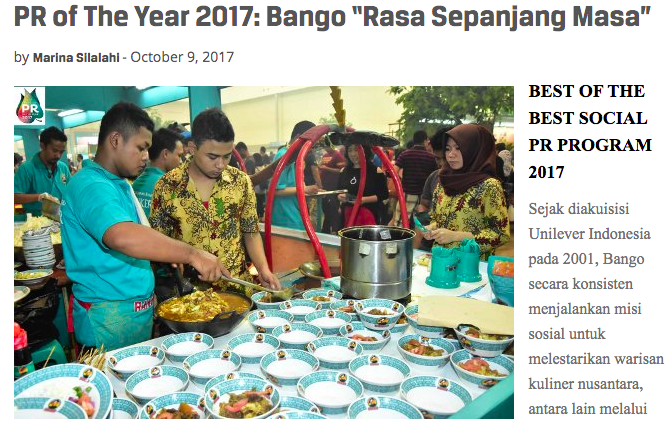 PR of The Year 2017: Bango “Rasa Sepanjang Masa”
by Marina Silalahi - October 9, 2017
PR
2017
BEST OF THE
BEST SOCIAL
PR PROGRAM
2017
Sejak diakuisisi
Unilever Indonesia
pada 2001, Bango
secara konsisten
menjalankan misi
sosial untuk
melestarikan warisan
kuliner nusantara,
antara lain melalui